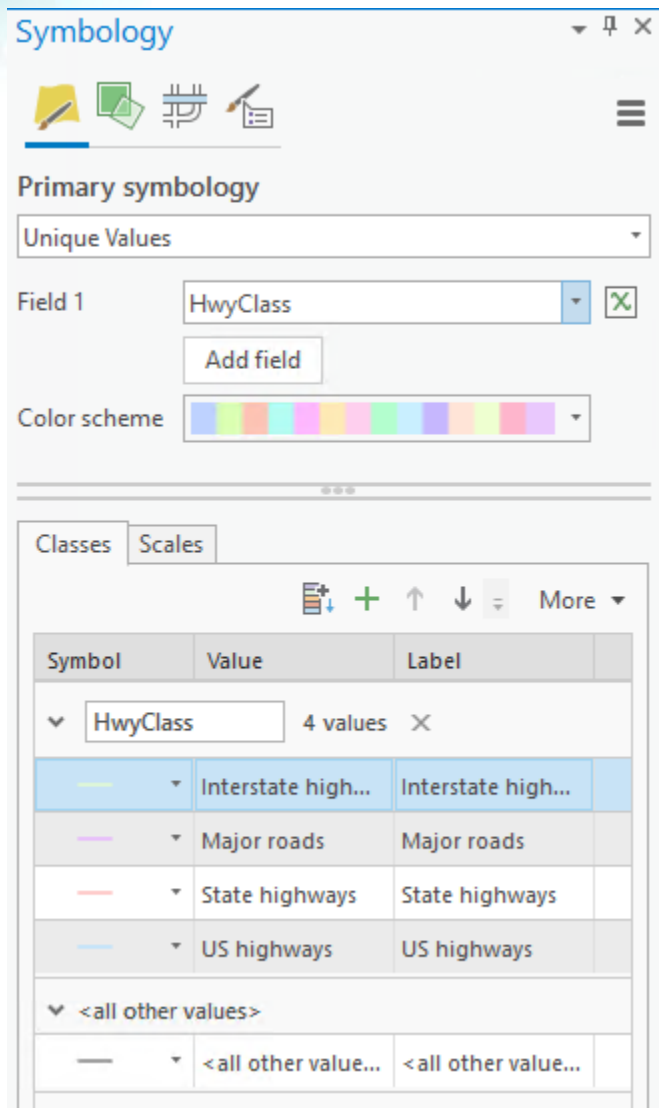 Symbology
Primary symbology
Unique Values
Field 1
HwyClass
Add field
Color scheme
Classes Scales
More
Symbol Value Label
HwyClass 4 values
Interstate high... Interstate high...
Major roads Major roads
State highways State highways
US highways US highways
<all other values>
<all other value... <all other value...